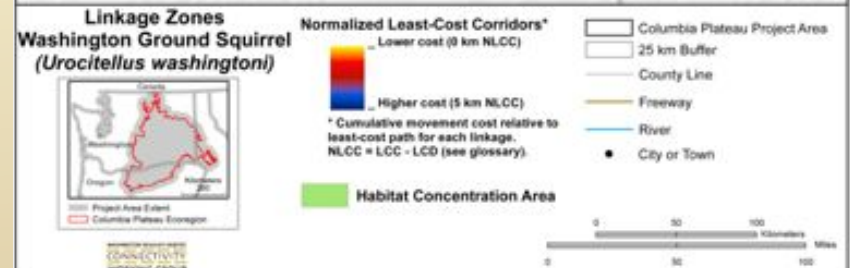 Linkage Zones
Washington Ground Squirrel
(Urocitellus washingtoni)
Canada
Washington
Oregon
Kilometers
Project Area Extent
Columbia Plateau Ecoregion
CONNECTIVITY
Normalized Least-Cost Corridors*
Lower cost (0 km NLCC)
Higher cost (5 km NLCC)
* Cumulative movement cost relative to
least-cost path for each linkage.
NLCC = LCC - LCD (see glossary).
Habitat Concentration Area
Columbia Plateau Project Area
25 km Buffer
County Line
Freeway
River
City or Town
0 50 100
Kilometers
Miles
0 50 100